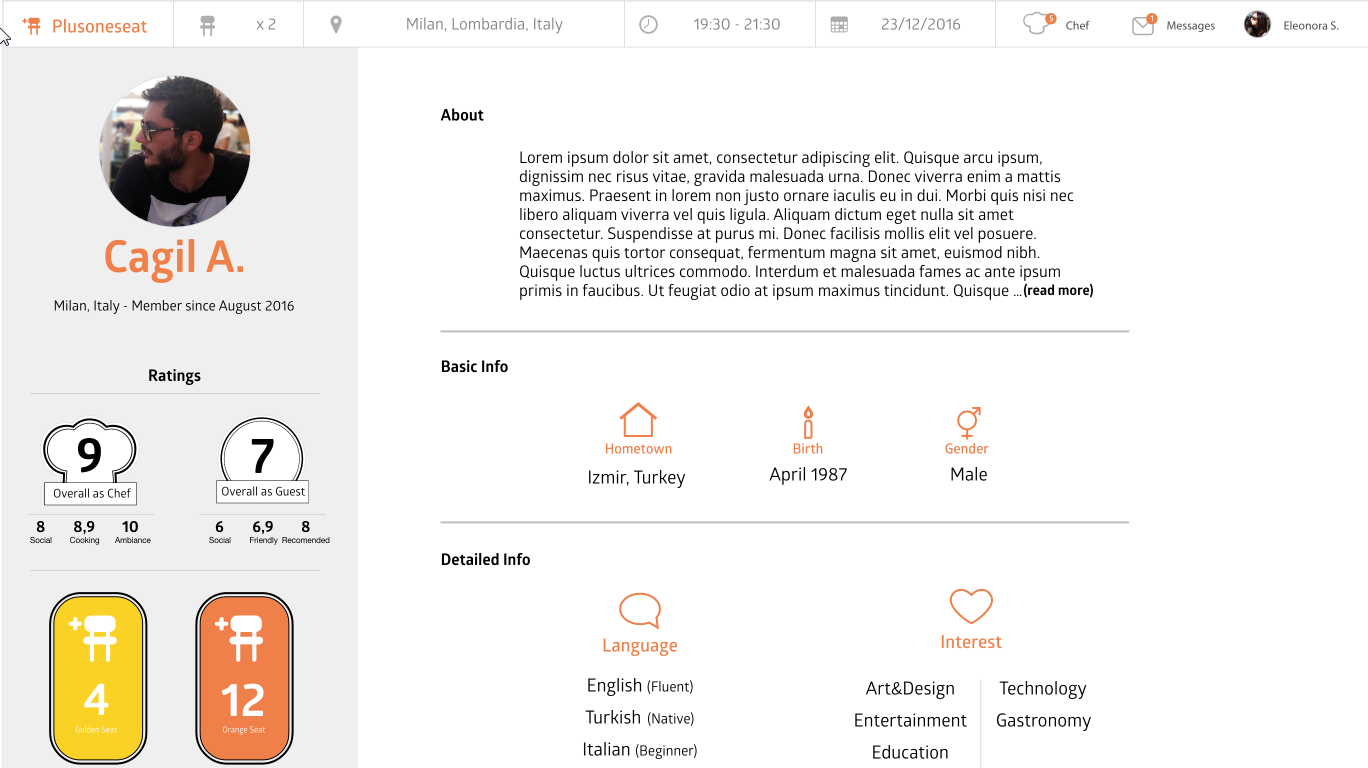 Plusoneseat
x 2
Milan, Lombardia, Italy
19:30 - 21:30
23/12/2016
5
Chef
1
Messages
Eleonora S.
Cagil A.
Milan, Italy - Member since August 2016
Ratings
9
Overall as Chef
7
Overall as Guest
8 8,9 10
Social Cooking Ambiance
6 6,9 8
Social Friendly Recomended
4
Golden Seat
12
Orange Seat
About
Lorem ipsum dolor sit amet, consectetur adipiscing elit. Quisque arcu ipsum,
dignissim nec risus vitae, gravida malesuada urna. Donec viverra enim a mattis
maximus. Praesent in lorem non justo ornare iaculis eu in dui. Morbi quis nisi nec
libero aliquam viverra vel quis ligula. Aliquam dictum eget nulla sit amet
consectetur. Suspendisse at purus mi. Donec facilisis mollis elit vel posuere.
Maecenas quis tortor consequat, fermentum magna sit amet, euismod nibh.
Quisque luctus ultrices commodo. Interdum et malesuada fames ac ante ipsum
primis in faucibus. Ut feugiat odio at ipsum maximus tincidunt. Quisque ...(read more)
Basic Info
Hometown
Izmir, Turkey
Birth
April 1987
Gender
Male
Detailed Info
Language
English (Fluent)
Turkish (Native)
Italian (Beginner)
Interest
Art&Design
Entertainment
Education
Technology
Gastronomy